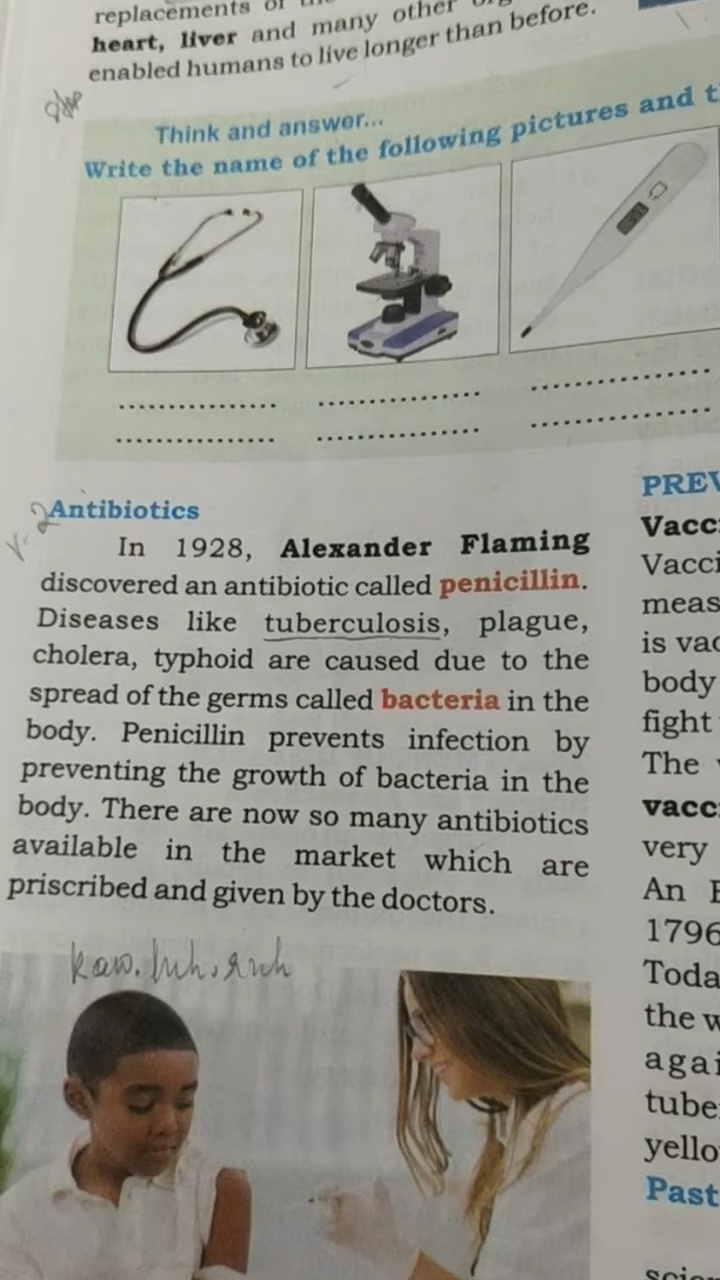 replacements of
heart, liver and many other
enabled humans to live longer than before.
Think and answer...
Write the name of the following pictures and t
Antibiotics
In 1928, Alexander Flaming
discovered an antibiotic called penicillin.
Diseases like tuberculosis, plague,
cholera, typhoid are caused due to the
spread of the germs called bacteria in the
body. Penicillin prevents infection by
preventing the growth of bacteria in the
body. There are now so many antibiotics
available in the market which are
priscribed and given by the doctors.
PREV
Vacc
Vacci
meas
is vac
body
fight
The
vacc
very
An
1796
Toda
the w
agai
tube
yello
Past